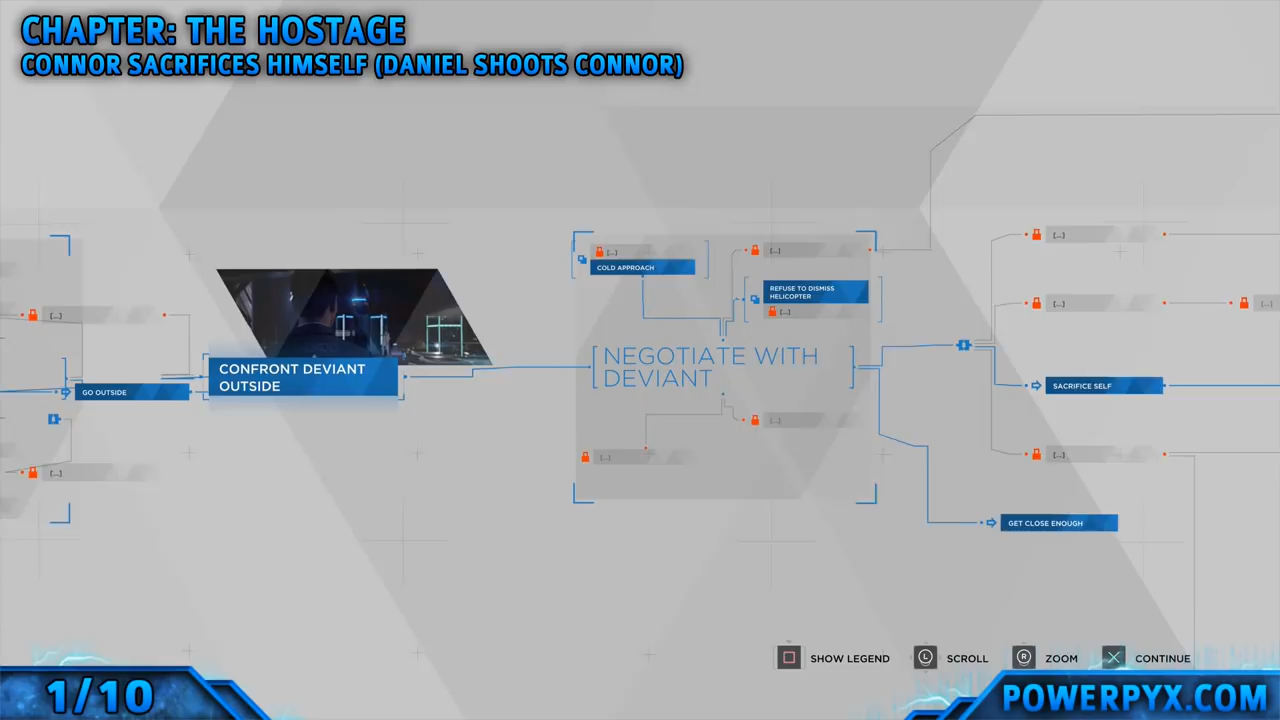 CHAPTER: THE HOSTAGE
CONNOR SACRIFICES HIMSELF (DANIEL SHOOTS CONNOR)
[...]
GO OUTSIDE
[...]
CONFRONT DEVIANT
OUTSIDE
[...]
COLD APPROACH
[...]
REFUSE TO DISMISS
HELICOPTER
[...]
NEGOTIATE WITH
DEVIANT
[...]
[...]
[...]
[...]
[...]
SACRIFICE SELF
[...]
GET CLOSE ENOUGH
SHOW LEGEND
L
SCROLL
R
ZOOM
CONTINUE
1/10
POWERPYX.COM